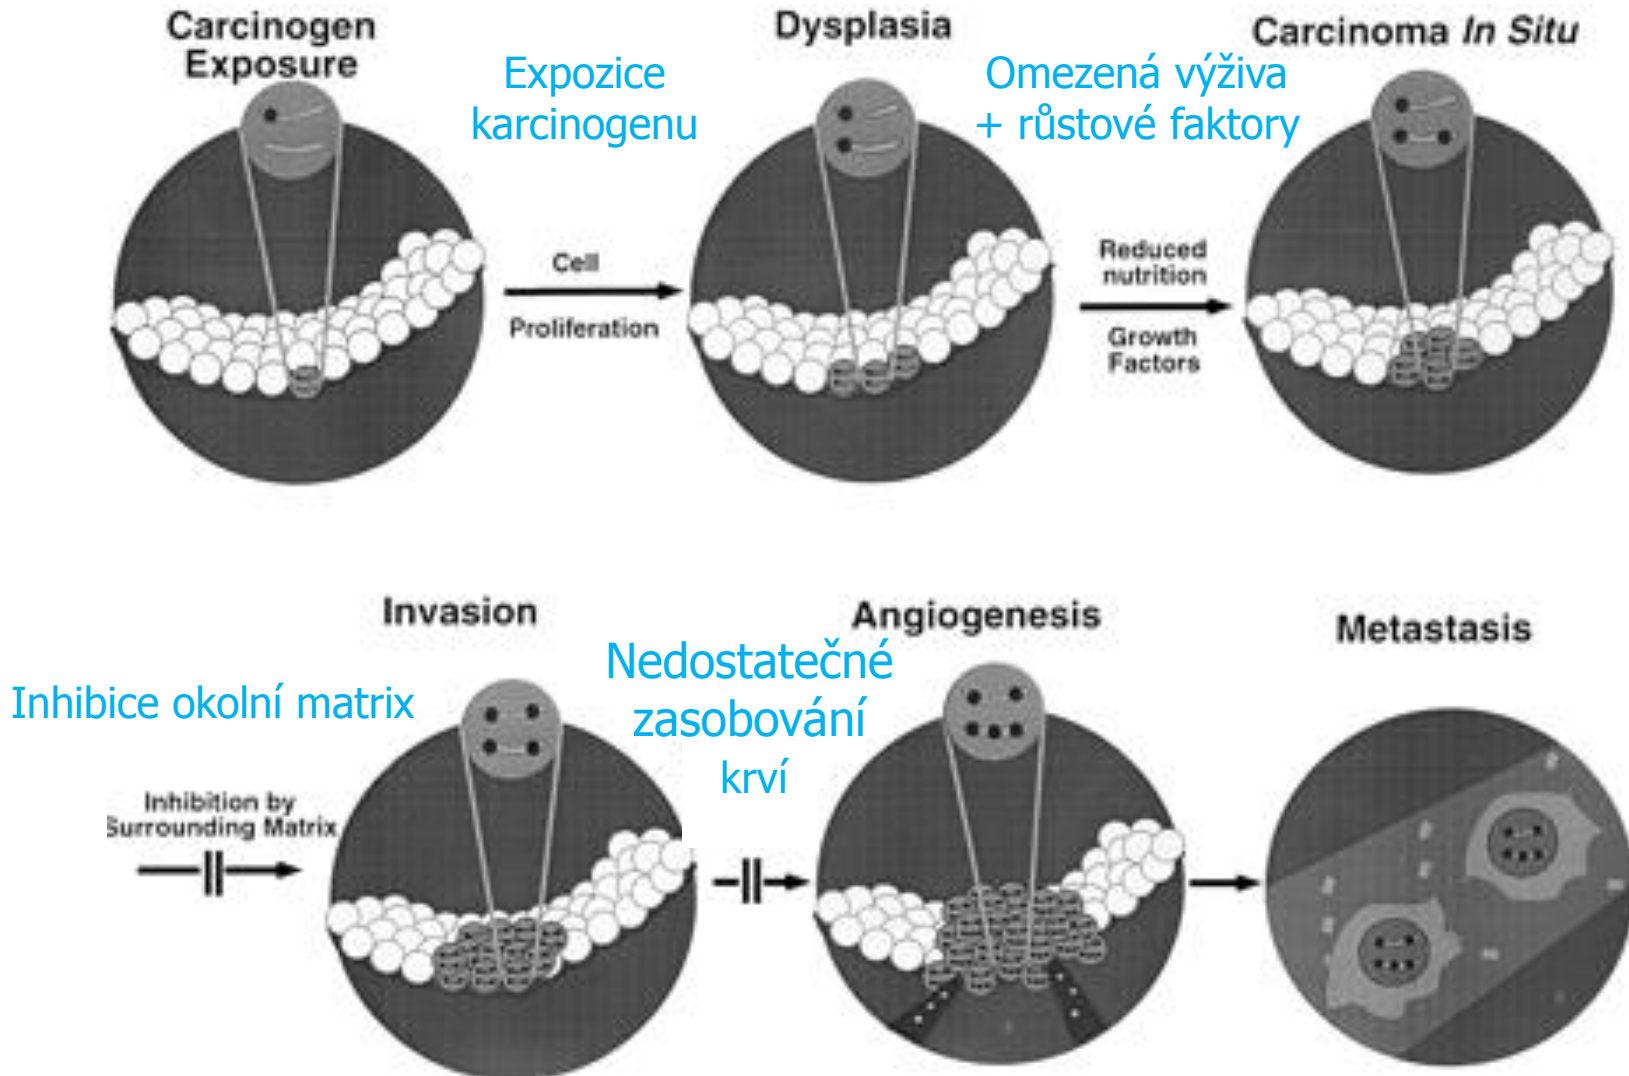 Carcinogen
Exposure
Expozice
karcinogenu
Dysplasia
Omezená výživa
+ růstové faktory
Carcinoma In Situ
Cell
Proliferation
Reduced
nutrition
Growth
Factors
Invasion
Inhibice okolní matrix
Inhibition by
Surrounding Matrix
Nedostatečné
zasobování
krví
Angiogenesis
Metastasis